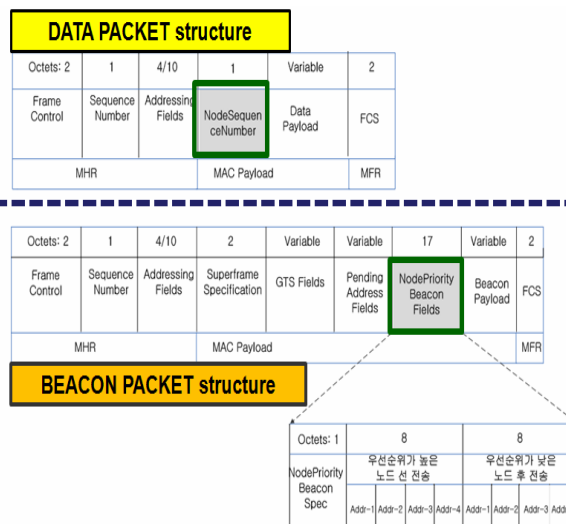 DATA PACKET structure
Octets: 2 1 4/10 1 Variable 2
Frame Control
Sequence Number
Addressing Fields
NodeSequen
ceNumber
Data Payload
FCS
MHR MAC Payload MFR
Octets: 2 1 4/10 2 Variable Variable 17 Variable 2
Frame Control
Sequence Number
Addressing Fields
Superframe Specification
GTS Fields
Pending Address Fields
NodePriority Beacon Fields
Beacon Payload
FCS
MHR MAC Payload MFR
BEACON PACKET structure
Octets: 1 8 8
NodePriority Beacon Spec
우선순위가 높은
노드 선 전송
우선순위가 낮은
노드 후 전송
Addr-1 Addr-2 Addr-3 Addr-4 Addr-1 Addr-2 Addr-3